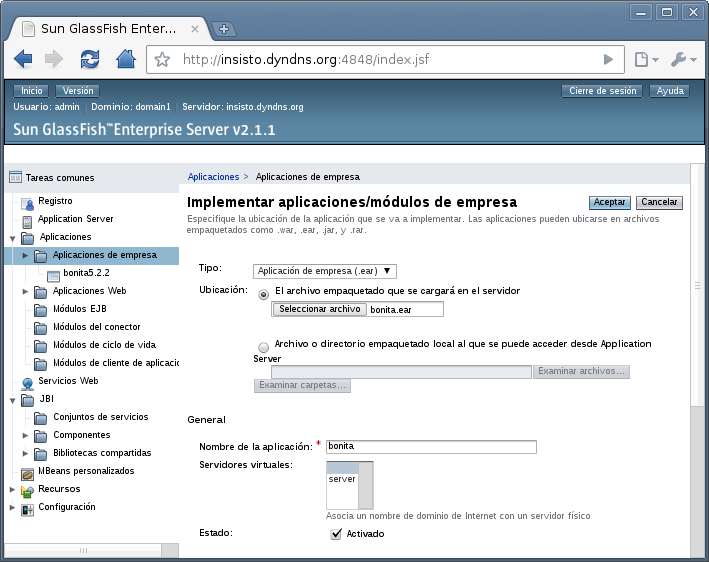 Sun GlassFish Enter...
http://insisto.dyndns.org:4848/index.jsf
Inicio Versión Cierre de sesión Ayuda
Usuario: admin Dominio: domain1 Servidor: insisto.dyndns.org
Sun GlassFish™ Enterprise Server v2.1.1
Tareas comunes
Registro
Application Server
Aplicaciones
Aplicaciones de empresa
bonita5.2.2
Aplicaciones Web
Módulos EJB
Módulos del conector
Módulos de ciclo de vida
Módulos de cliente de aplicacio
Servicios Web
JBI
Conjuntos de servicios
Componentes
Bibliotecas compartidas
MBeans personalizados
Recursos
Configuración
Aplicaciones > Aplicaciones de empresa
Implementar aplicaciones/módulos de empresa Aceptar Cancelar
Especifique la ubicación de la aplicación que se va a implementar. Las aplicaciones pueden ubicarse en archivos
empaquetados como .war, .ear, .jar, y .rar.
Tipo: Aplicación de empresa (.ear)
Ubicación: El archivo empaquetado que se cargará en el servidor
Seleccionar archivo bonita.ear
Archivo o directorio empaquetado local al que se puede acceder desde Application
Server
Examinar archivos...
Examinar carpetas...
General
Nombre de la aplicación: * bonita
Servidores virtuales:
server
Asocia un nombre de dominio de Internet con un servidor físico
Estado: Activado